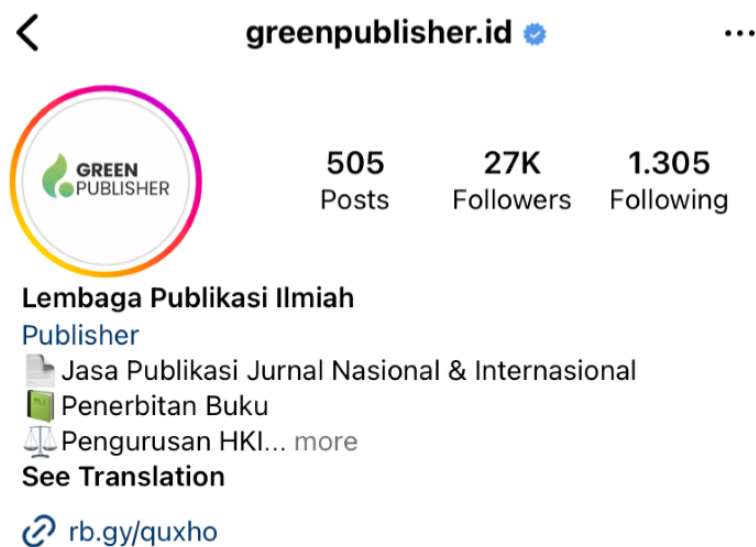 greenpublisher.id
GREEN
PUBLISHER
505 27K 1.305
Posts Followers Following
Lembaga Publikasi Ilmiah
Publisher
Jasa Publikasi Jurnal Nasional & Internasional
Penerbitan Buku
Pengurusan HKI... more
See Translation
rb.gy/quxho